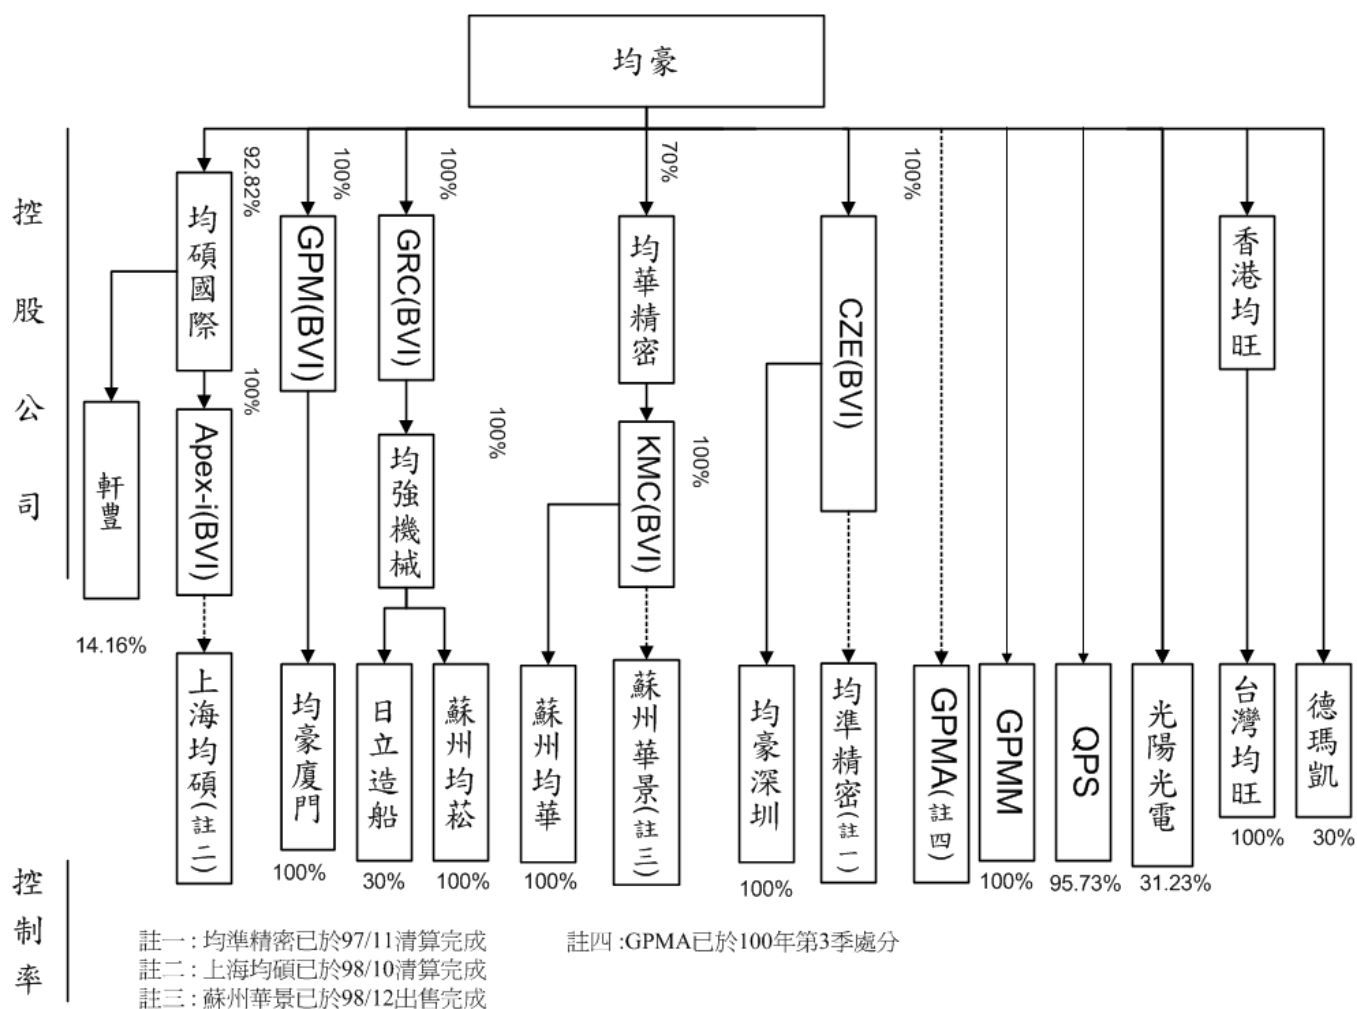 均豪
控股公司
92.82%
100%
100%
70%
100%
均碩國際
GPM(BVI)
GRC(BVI)
均華精密
CZE(BVI)
香港均旺
100%
100%
100%
軒豊
Apex-i(BVI)
均強機械
KMC(BVI)
14.16%
上海均碩(註二)
均豪廈門
日立造船
蘇州均菘
蘇州均華
蘇州華景(註三)
均豪深圳
均準精密(註一)
GPMA(註四)
GPMM
QPS
光陽光電
台灣均旺
德瑪凱
控制率
100%
30%
100%
100%
100%
100%
95.73%
31.23%
100%
30%
註一：均準精密已於97/11清算完成
註二：上海均碩已於98/10清算完成
註三：蘇州華景已於98/12出售完成
註四：GPMA已於100年第3季處分